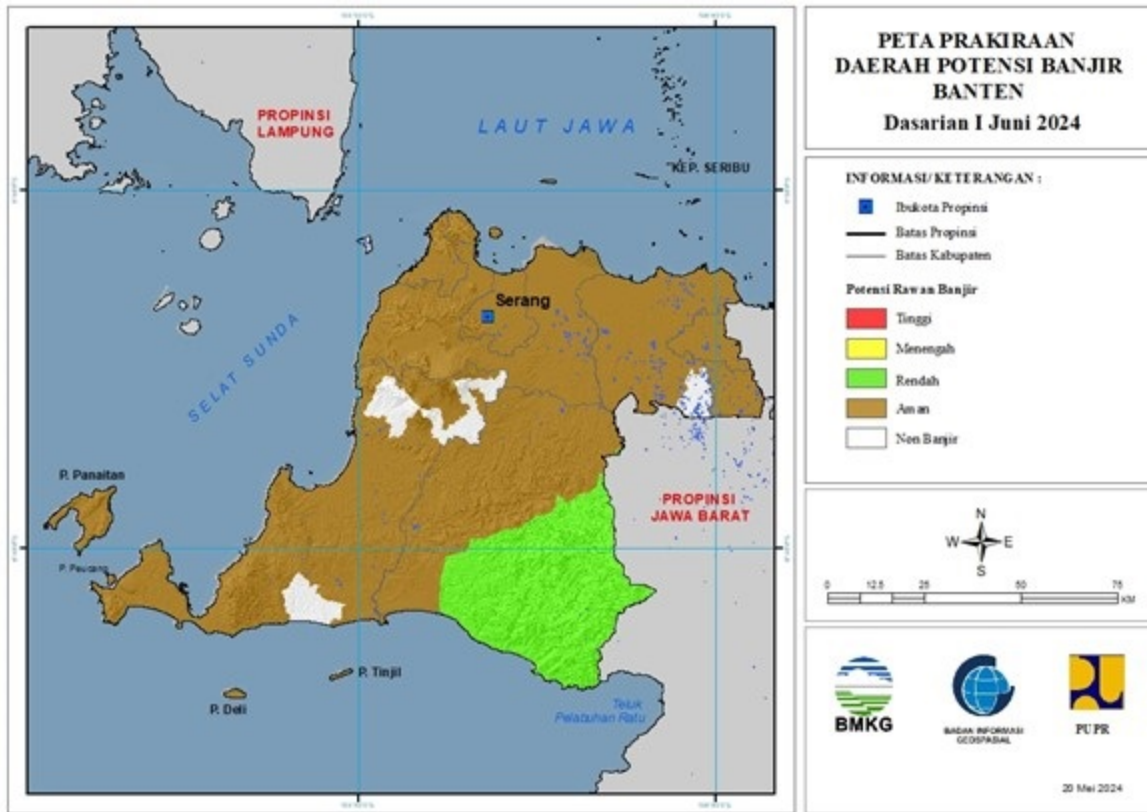 PROPINSI
LAMPUNG
LAUT JAWA
KEP. SERIBU
Serang
SELAT SUNDA
P. Panaitan
PROPINSI
JAWA BARAT
P. Peucang
P. Tinjil
P. Deli
Teluk
Pelabuhan Ratu
PETA PRAKIRAAN
DAERAH POTENSI BANJIR
BANTEN
Dasarian I Juni 2024
INFORMASI/ KETERANGAN :
Ibukota Propinsi
Batas Propinsi
Batas Kabupaten
Potensi Rawan Banjir
Tinggi
Menengah
Rendah
Aman
Non Banjir
N
W E
S
0 12.5 25 50 75
KM
BMKG
BADAN INFORMASI
GEOSPASIAL
PUPR
20 Mei 2024